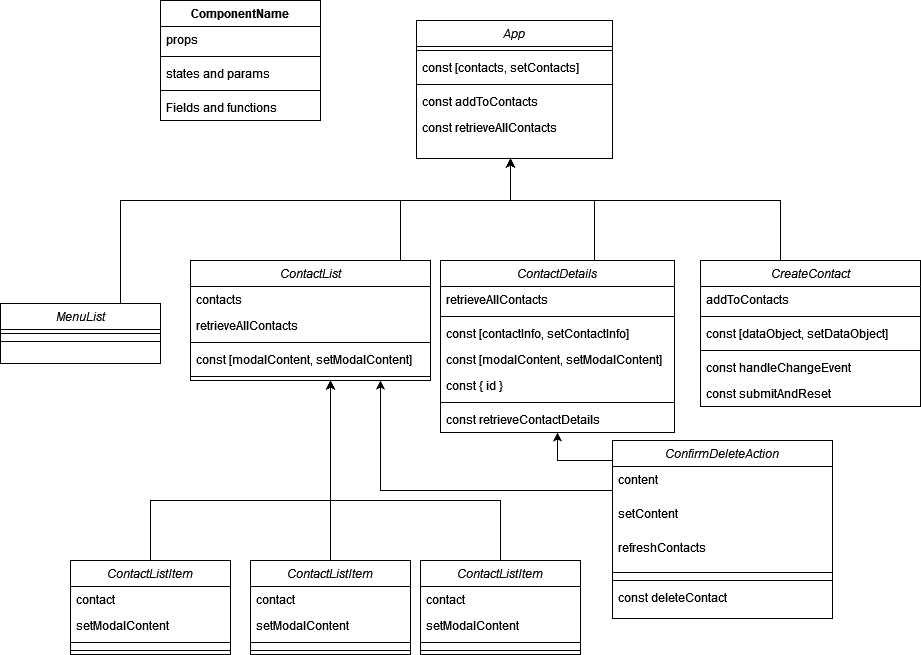 ComponentName
props
states and params
Fields and functions
App
const [contacts, setContacts]
const addToContacts
const retrieveAllContacts
MenuList
ContactList
contacts
retrieveAllContacts
const [modalContent, setModalContent]
ContactDetails
retrieveAllContacts
const [contactInfo, setContactInfo]
const [modalContent, setModalContent]
const { id }
const retrieveContactDetails
CreateContact
addToContacts
const [dataObject, setDataObject]
const handleChangeEvent
const submitAndReset
ConfirmDeleteAction
content
setContent
refreshContacts
const deleteContact
ContactListItem
contact
setModalContent
ContactListItem
contact
setModalContent
ContactListItem
contact
setModalContent